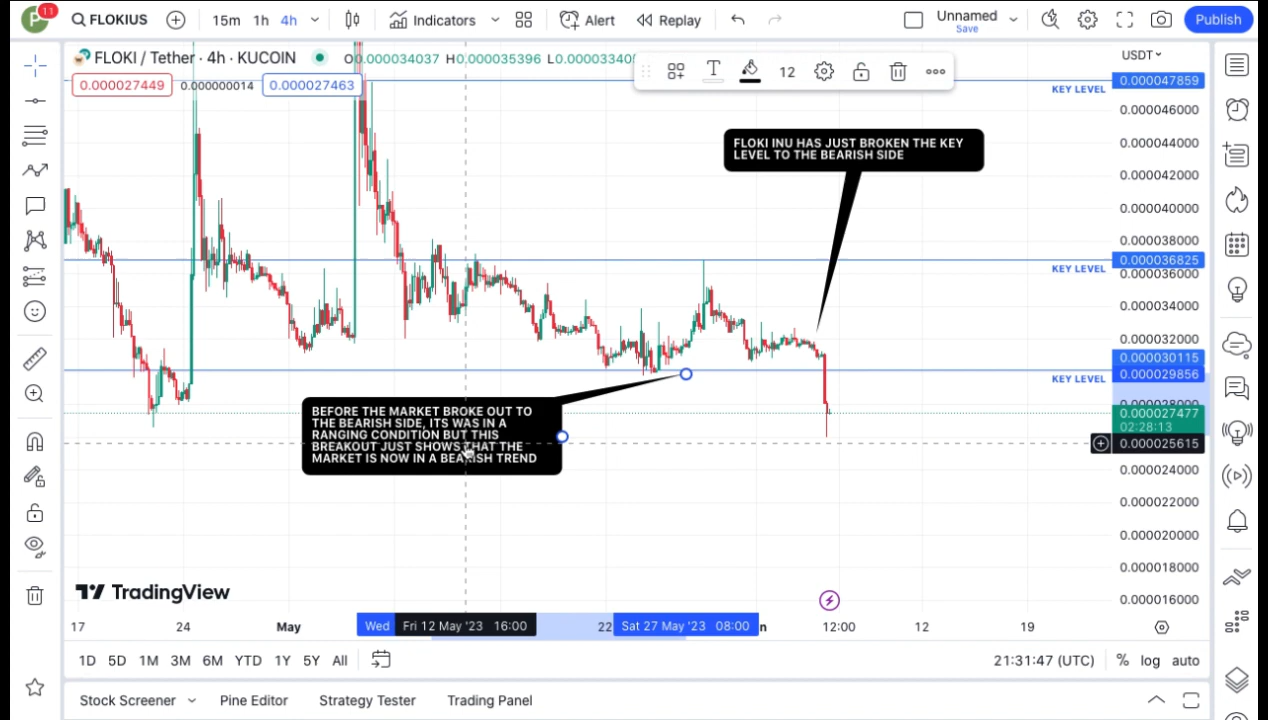 P
11
FLOKIUS
15m 1h 4h
Indicators
Alert
Replay
Unnamed
Save
Publish
FLOKI / Tether · 4h · KUCOIN
O0.000034037 H0.000035396
0.000027449
0.000000014
0.000027463
12
USDT
0.000047859
KEY LEVEL
0.000046000
0.000044000
0.000042000
0.000040000
0.000038000
0.000036825
KEY LEVEL
0.000036000
0.000034000
0.000032000
0.000030115
0.000029856
KEY LEVEL
0.000028000
0.000027477
02:28:13
0.000025615
0.000024000
0.000022000
0.000020000
0.000018000
0.000016000
FLOKI INU HAS JUST BROKEN THE KEY
LEVEL TO THE BEARISH SIDE
BEFORE THE MARKET BROKE OUT TO
THE BEARISH SIDE, ITS WAS IN A
RANGING CONDITION BUT THIS
BREAKOUT JUST SHOWS THAT THE
MARKET IS NOW IN A BEARISH TREND
TradingView
17 24 May Wed Fri 12 May '23 16:00 22 Sat 27 May '23 08:00 12:00 12 19
1D 5D 1M 3M 6M YTD 1Y 5Y All
21:31:47 (UTC) % log auto
Stock Screener Pine Editor Strategy Tester Trading Panel